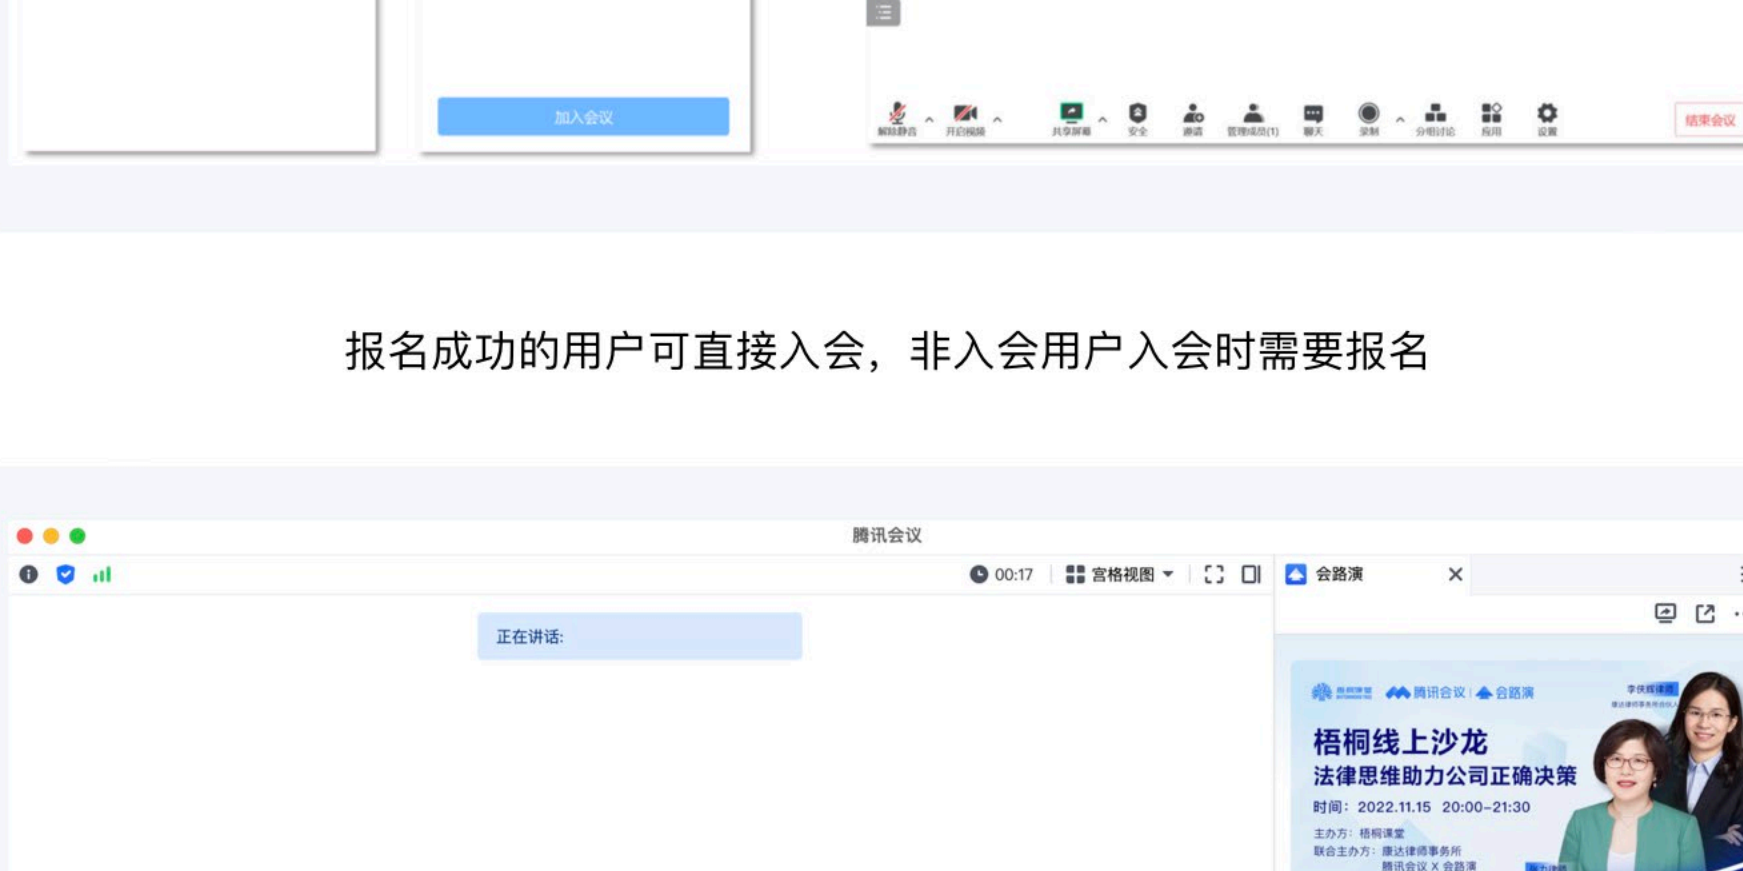 加入会议
解除静音
开启视频
共享屏幕
安全
邀请
管理成员(1)
聊天
录制
分组讨论
应用
设置
结束会议
报名成功的用户可直接入会，非入会用户入会时需要报名
腾讯会议
00:17
宫格视图
会路演
正在讲话:
梧桐课堂
腾讯会议
会路演
梧桐线上沙龙
法律思维助力公司正确决策
时间：2022.11.15 20:00-21:30
主办方：梧桐课堂
联合主办方：康达律师事务所
腾讯会议 X 会路演